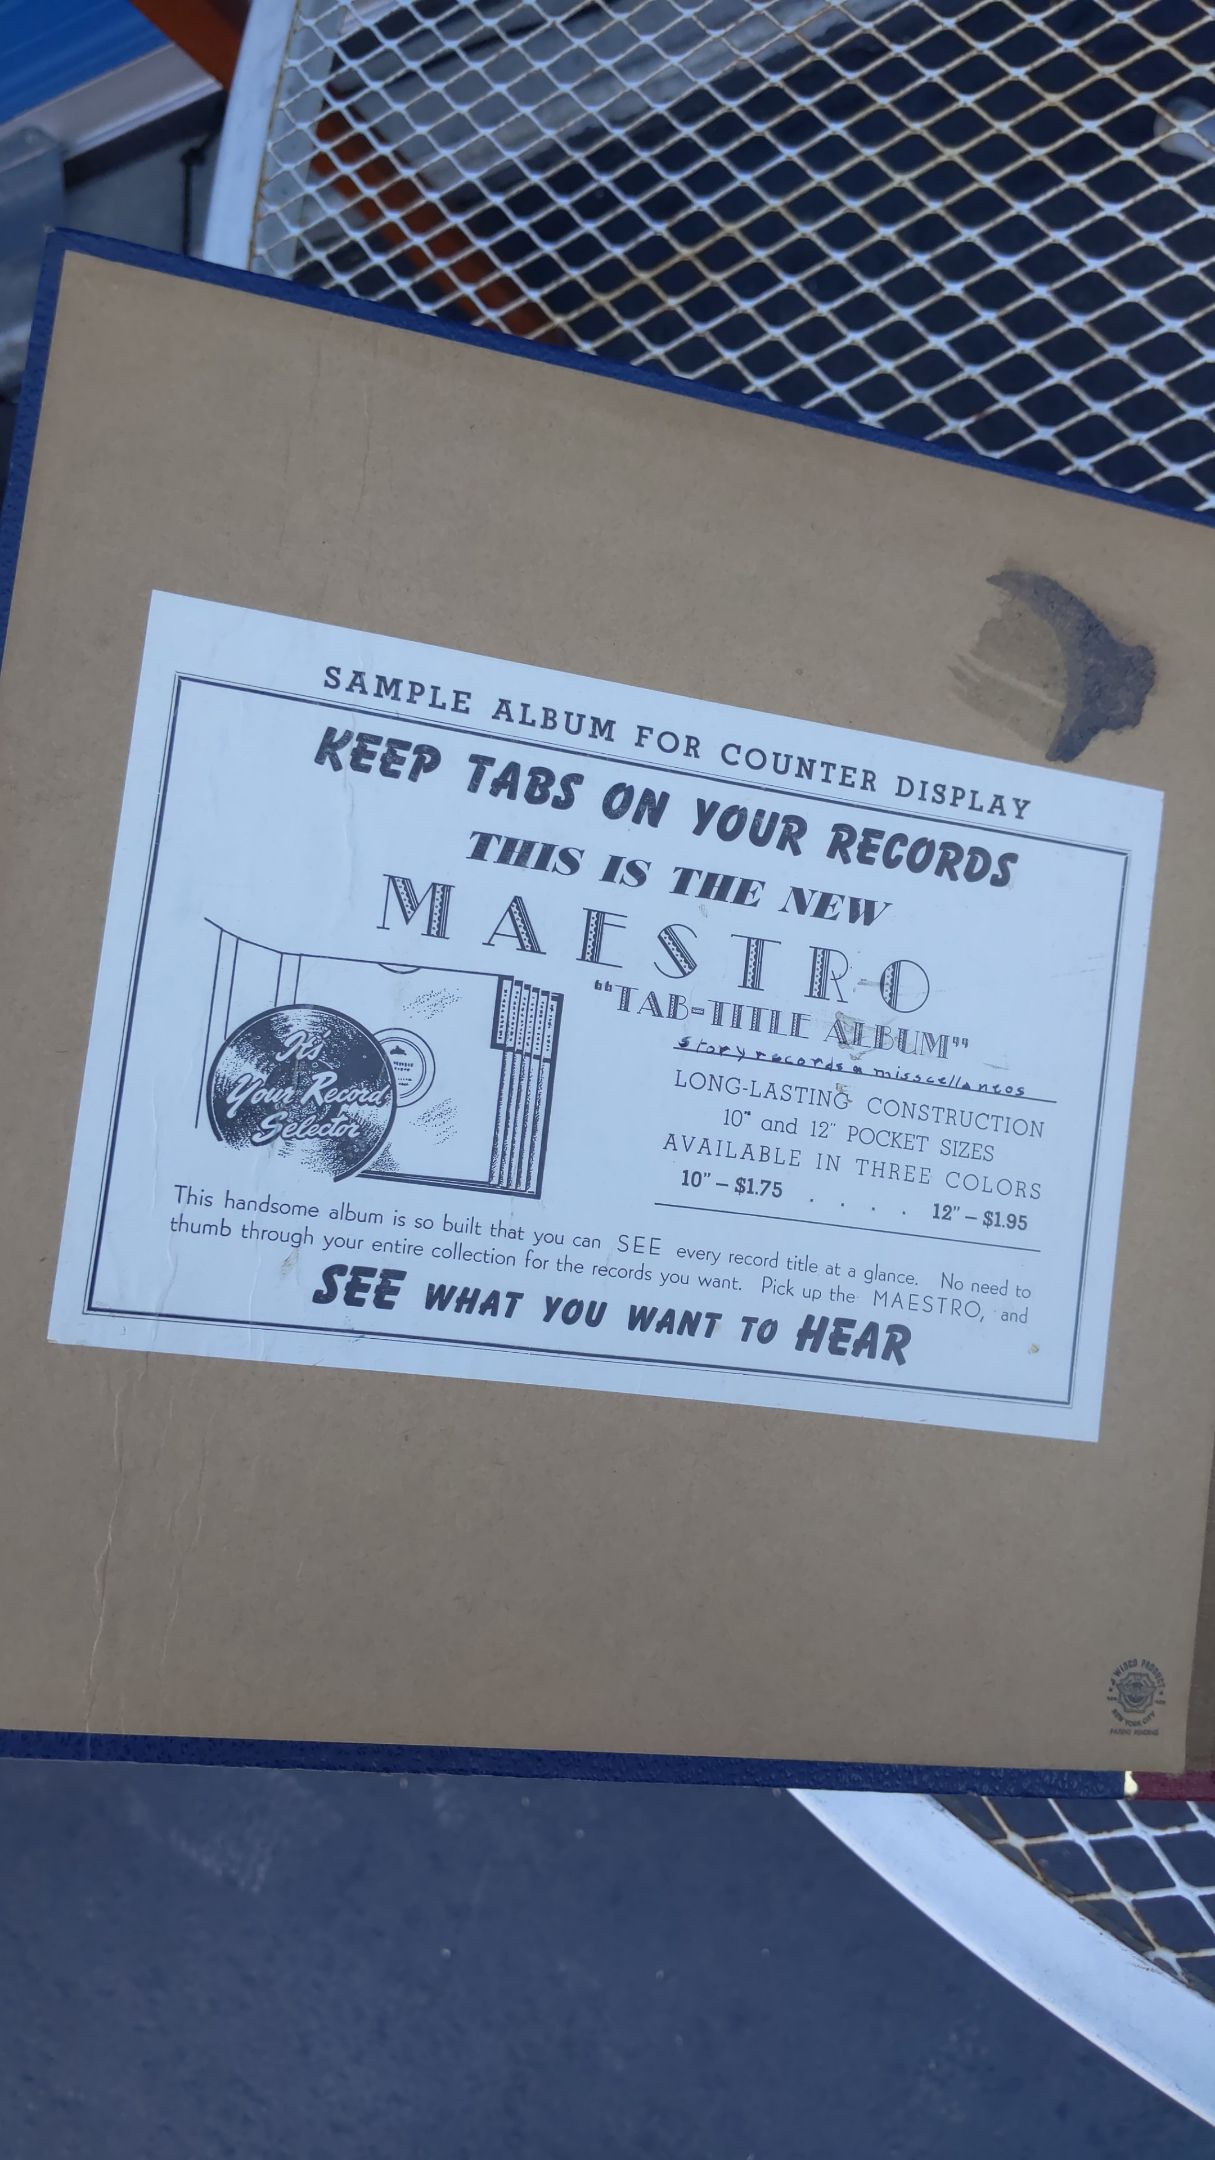 SAMPLE ALBUM FOR COUNTER DISPLAY
KEEP TABS ON YOUR RECORDS
THIS IS THE NEW
MAESTRO
"TAB-TITLE ALBUM"
story records & misscellaneos
LONG-LASTING CONSTRUCTION
10" and 12" POCKET SIZES
AVAILABLE IN THREE COLORS
10" – $1.75 . . . . 12" – $1.95
It's
Your Record
Selector
This handsome album is so built that you can SEE every record title at a glance. No need to
thumb through your entire collection for the records you want. Pick up the MAESTRO, and
SEE WHAT YOU WANT TO HEAR
WILCO PRODUCT
NEW YORK CITY
PATENT PENDING